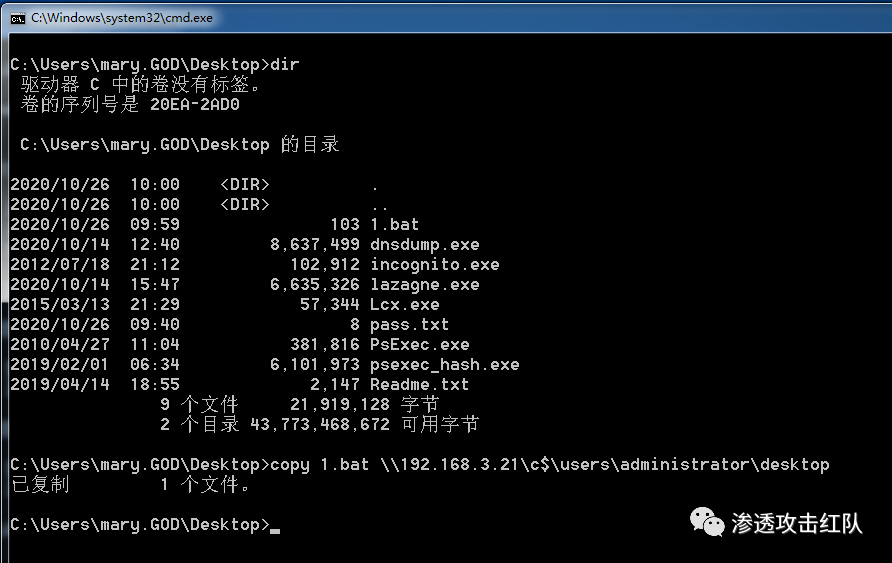 C:\Windows\system32\cmd.exe
C:\Users\mary.GOD\Desktop>dir
驱动器 C 中的卷没有标签。
卷的序列号是 20EA-2AD0
C:\Users\mary.GOD\Desktop 的目录
2020/10/26  10:00    <DIR>          .
2020/10/26  10:00    <DIR>          ..
2020/10/26  09:59               103 1.bat
2020/10/14  12:40         8,637,499 dnsdump.exe
2012/07/18  21:12           102,912 incognito.exe
2020/10/14  15:47         6,635,326 lazagne.exe
2015/03/13  21:29            57,344 Lcx.exe
2020/10/26  09:40                 8 pass.txt
2010/04/27  11:04           381,816 PsExec.exe
2019/02/01  06:34         6,101,973 psexec_hash.exe
2019/04/14  18:55             2,147 Readme.txt
9 个文件     21,919,128 字节
2 个目录 43,773,468,672 可用字节
C:\Users\mary.GOD\Desktop>copy 1.bat \\192.168.3.21\c$\users\administrator\desktop
已复制         1 个文件。
C:\Users\mary.GOD\Desktop>_
渗透攻击红队